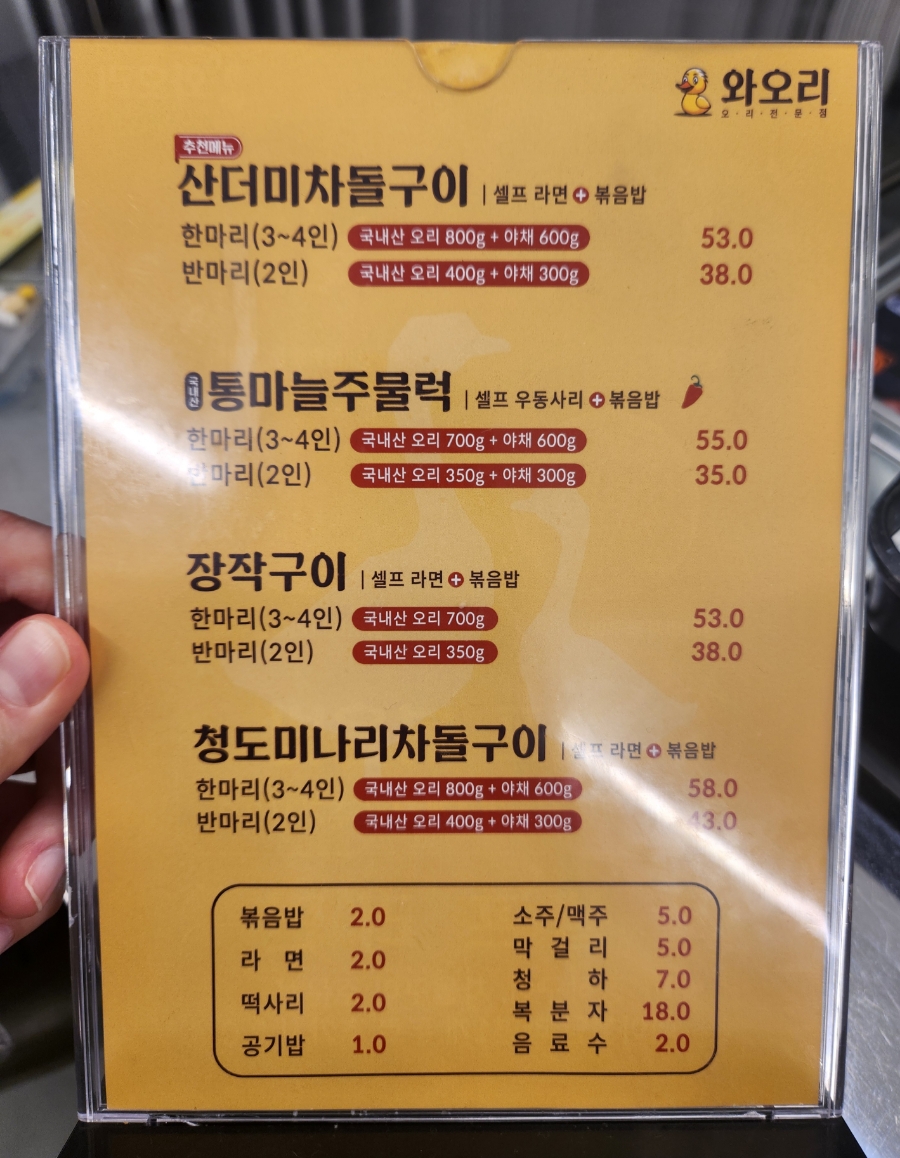 와오리
오·리·전·문·점
추천메뉴
산더미차돌구이 | 셀프 라면 + 볶음밥
한마리(3~4인) 국내산 오리 800g + 야채 600g 53.0
반마리(2인) 국내산 오리 400g + 야채 300g 38.0
국내산 통마늘주물럭 | 셀프 우동사리 + 볶음밥
한마리(3~4인) 국내산 오리 700g + 야채 600g 55.0
반마리(2인) 국내산 오리 350g + 야채 300g 35.0
장작구이 | 셀프 라면 + 볶음밥
한마리(3~4인) 국내산 오리 700g 53.0
반마리(2인) 국내산 오리 350g 38.0
청도미나리차돌구이 | 셀프 라면 + 볶음밥
한마리(3~4인) 국내산 오리 800g + 야채 600g 58.0
반마리(2인) 국내산 오리 400g + 야채 300g 43.0
볶음밥 2.0
라 면 2.0
떡사리 2.0
공기밥 1.0
소주/맥주 5.0
막 걸 리 5.0
청 하 7.0
복 분 자 18.0
음 료 수 2.0